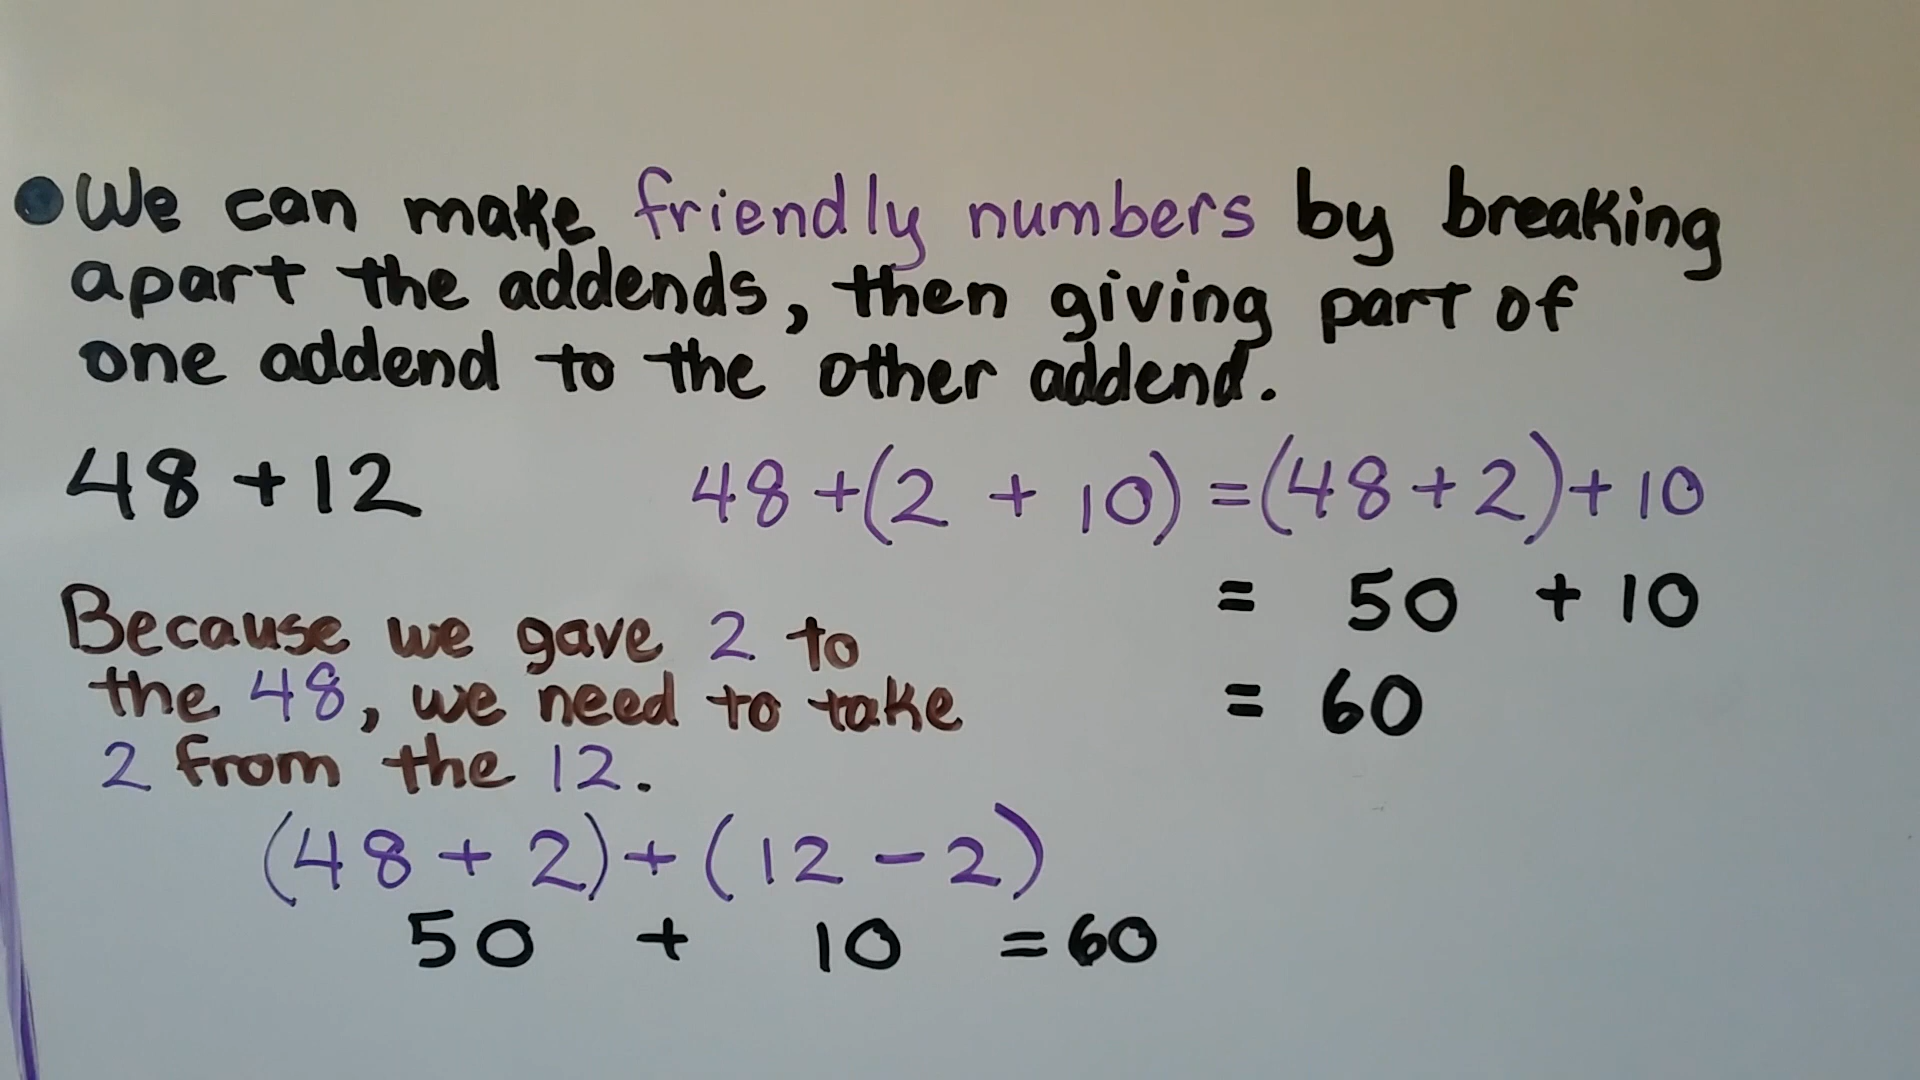 We can make friendly numbers by breaking
apart the addends, then giving part of
one addend to the other addend.
48 + 12
48 + (2 + 10) = (48 + 2) + 10
= 50 + 10
= 60
Because we gave 2 to
the 48, we need to take
2 from the 12.
(48 + 2) + (12 - 2)
50 + 10 = 60